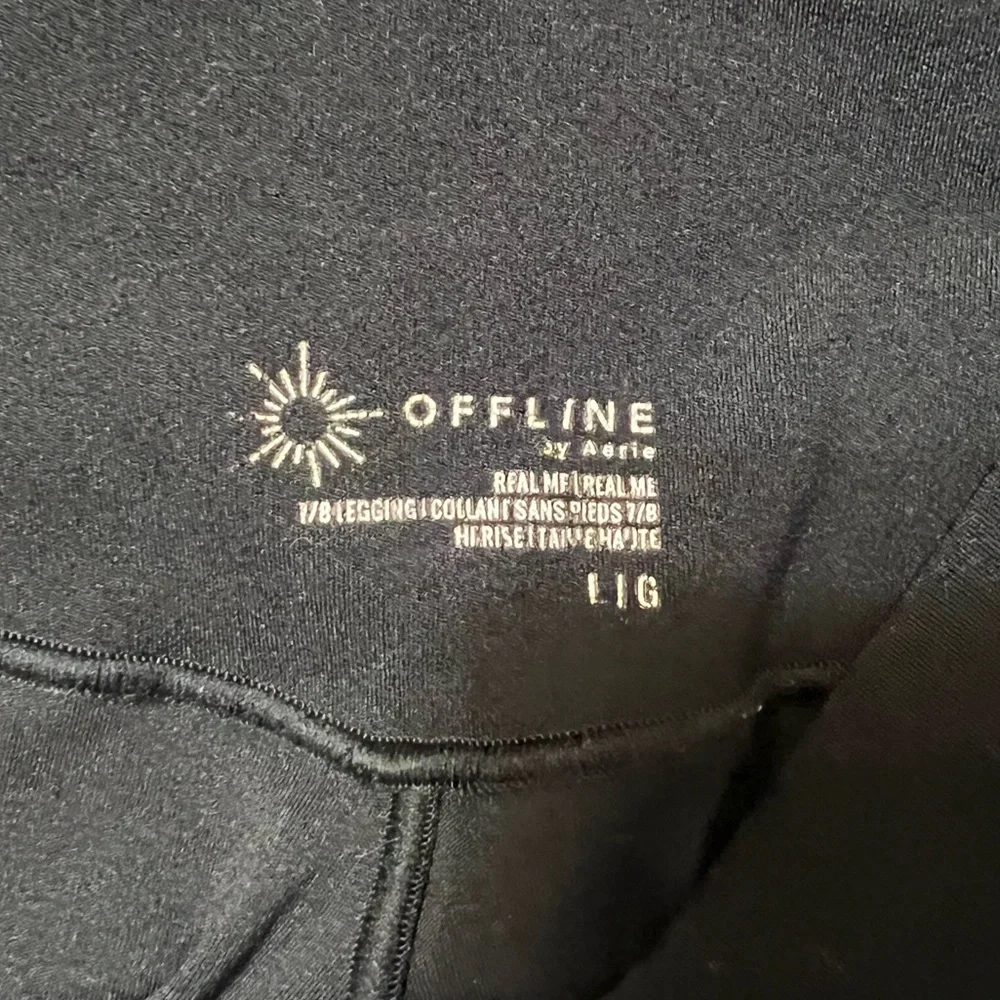 OFFLINE
by Aerie
REAL ME | REAL ME
7/8 LEGGING | COLLANT SANS PIEDS 7/8
HI RISE | TAILLE HAUTE
L | G